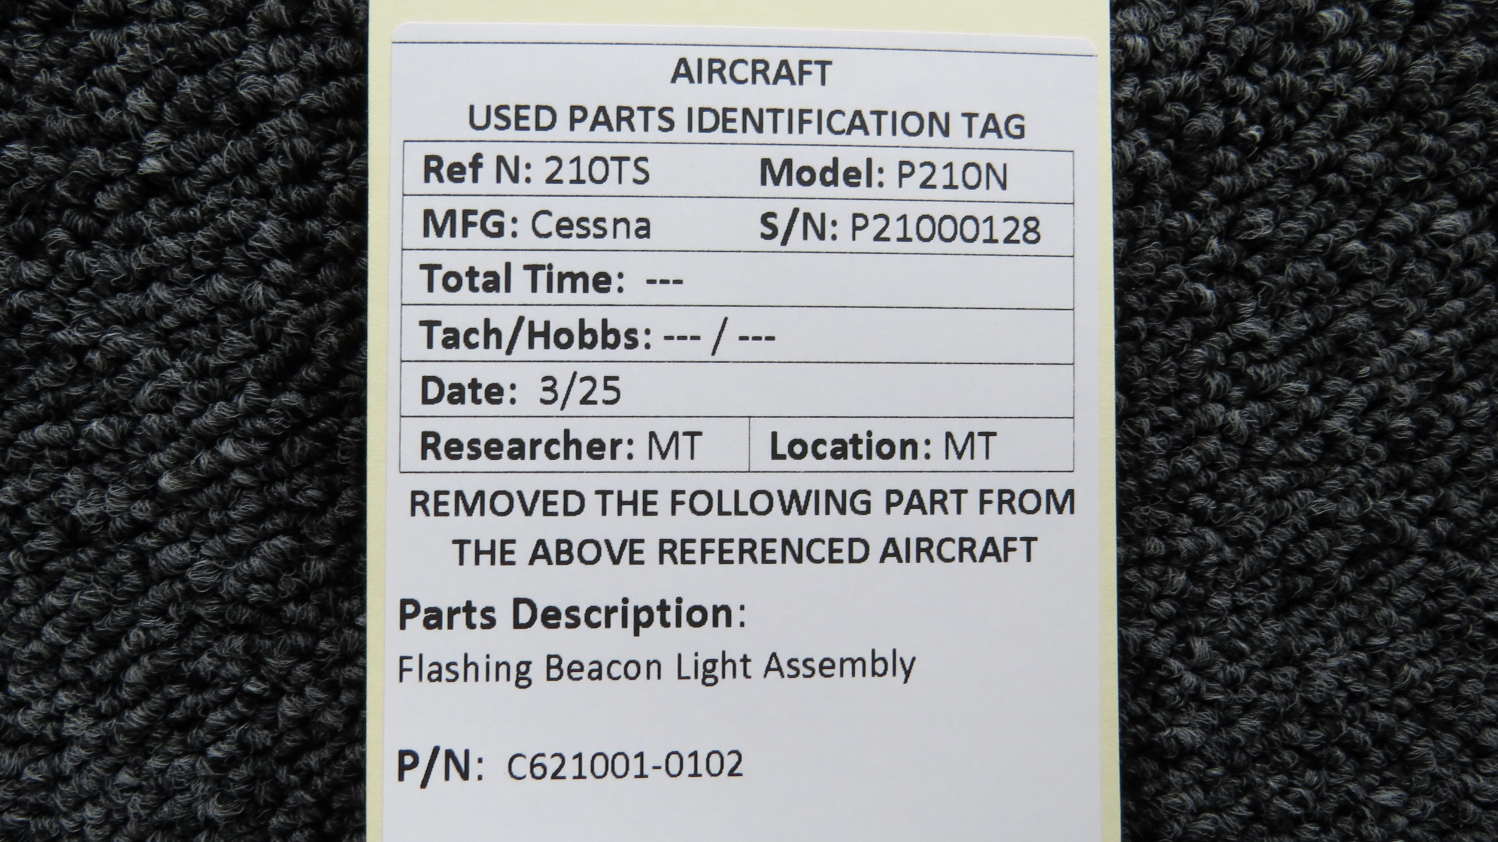 AIRCRAFT
USED PARTS IDENTIFICATION TAG
Ref N: 210TS Model: P210N
MFG: Cessna S/N: P21000128
Total Time: ---
Tach/Hobbs: --- / ---
Date: 3/25
Researcher: MT Location: MT
REMOVED THE FOLLOWING PART FROM
THE ABOVE REFERENCED AIRCRAFT
Parts Description:
Flashing Beacon Light Assembly
P/N: C621001-0102